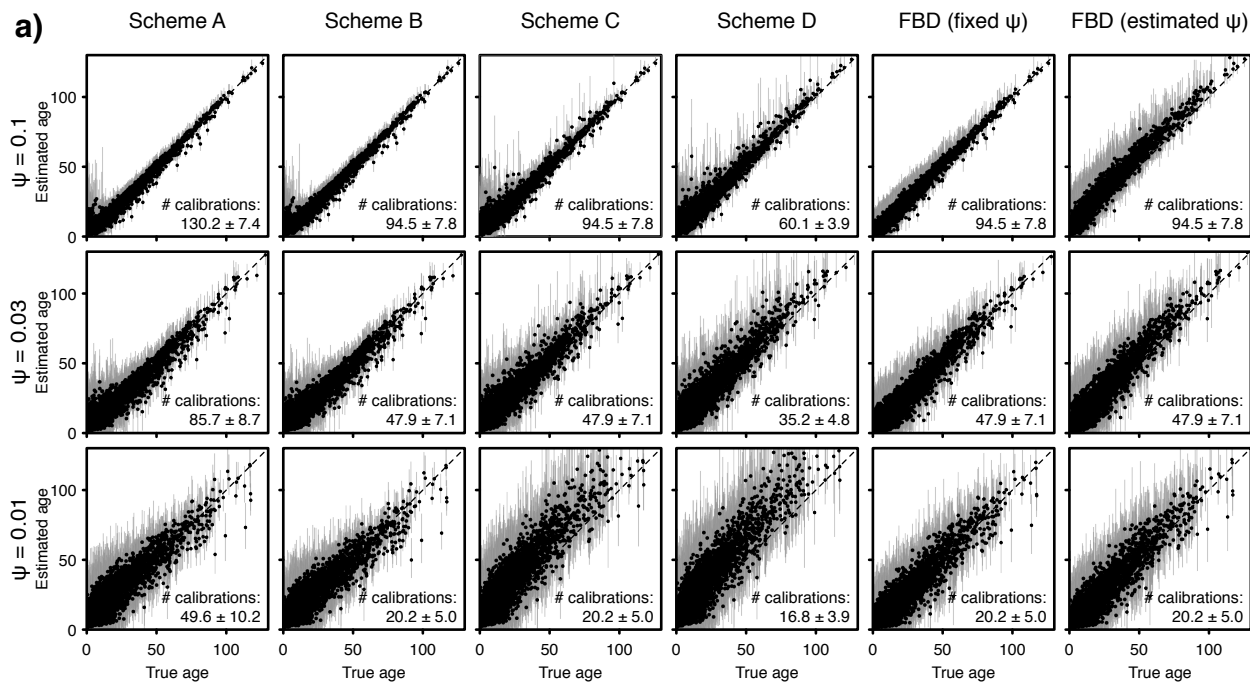 a)
Scheme A Scheme B Scheme C Scheme D FBD (fixed ψ) FBD (estimated ψ)
ψ = 0.1
Estimated age
100
50
0
# calibrations:
130.2 ± 7.4
# calibrations:
94.5 ± 7.8
# calibrations:
94.5 ± 7.8
# calibrations:
60.1 ± 3.9
# calibrations:
94.5 ± 7.8
# calibrations:
94.5 ± 7.8
ψ = 0.03
Estimated age
100
50
0
# calibrations:
85.7 ± 8.7
# calibrations:
47.9 ± 7.1
# calibrations:
47.9 ± 7.1
# calibrations:
35.2 ± 4.8
# calibrations:
47.9 ± 7.1
# calibrations:
47.9 ± 7.1
ψ = 0.01
Estimated age
100
50
0
# calibrations:
49.6 ± 10.2
# calibrations:
20.2 ± 5.0
# calibrations:
20.2 ± 5.0
# calibrations:
16.8 ± 3.9
# calibrations:
20.2 ± 5.0
# calibrations:
20.2 ± 5.0
0 50 100 0 50 100 0 50 100 0 50 100 0 50 100 0 50 100
True age True age True age True age True age True age